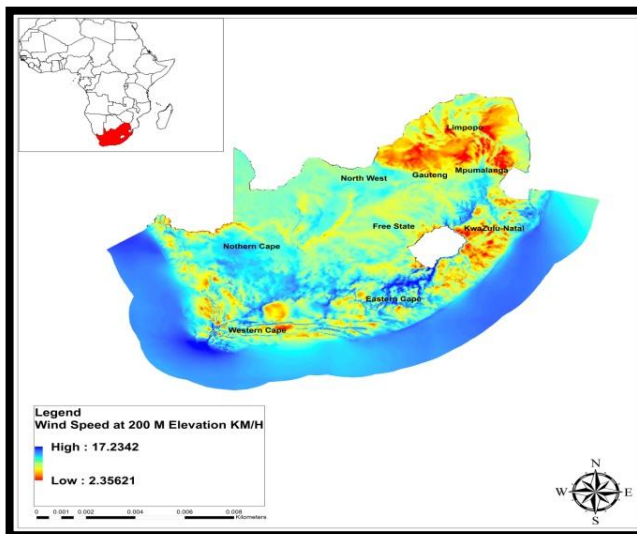 Limpopo
Mpumalanga
Gauteng
North West
Free State
KwaZulu-Natal
Nothern Cape
Eastern Cape
Western Cape
Legend
Wind Speed at 200 M Elevation KM/H
High : 17.2342
Low : 2.35621
0 0.001 0.002 0.004 0.006 0.008
Kilometers
N
W E
S